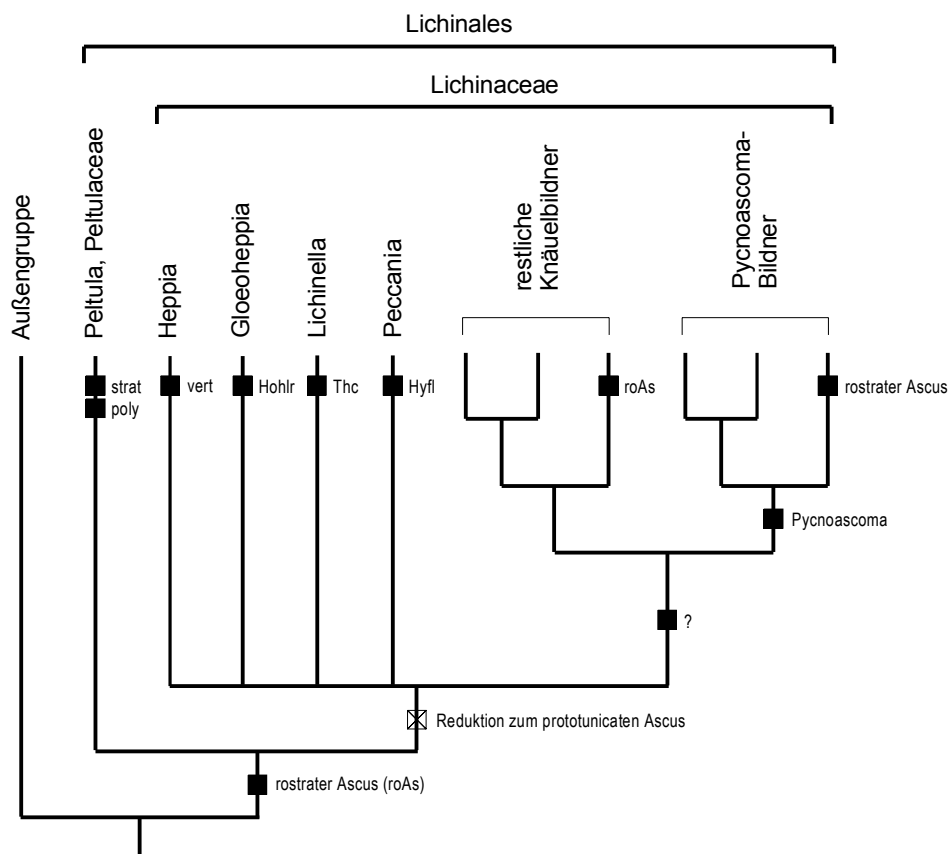 Lichinales
Lichinaceae
Außengruppe
Peltula, Peltulaceae
Heppia
Gloeoheppia
Lichinella
Peccania
restliche
Knäuelbildner
Pycnoascoma-
Bildner
strat
poly
vert
Hohlr
Thc
Hyfl
roAs
rostrater Ascus
Pycnoascoma
?
Reduktion zum prototunicaten Ascus
rostrater Ascus (roAs)